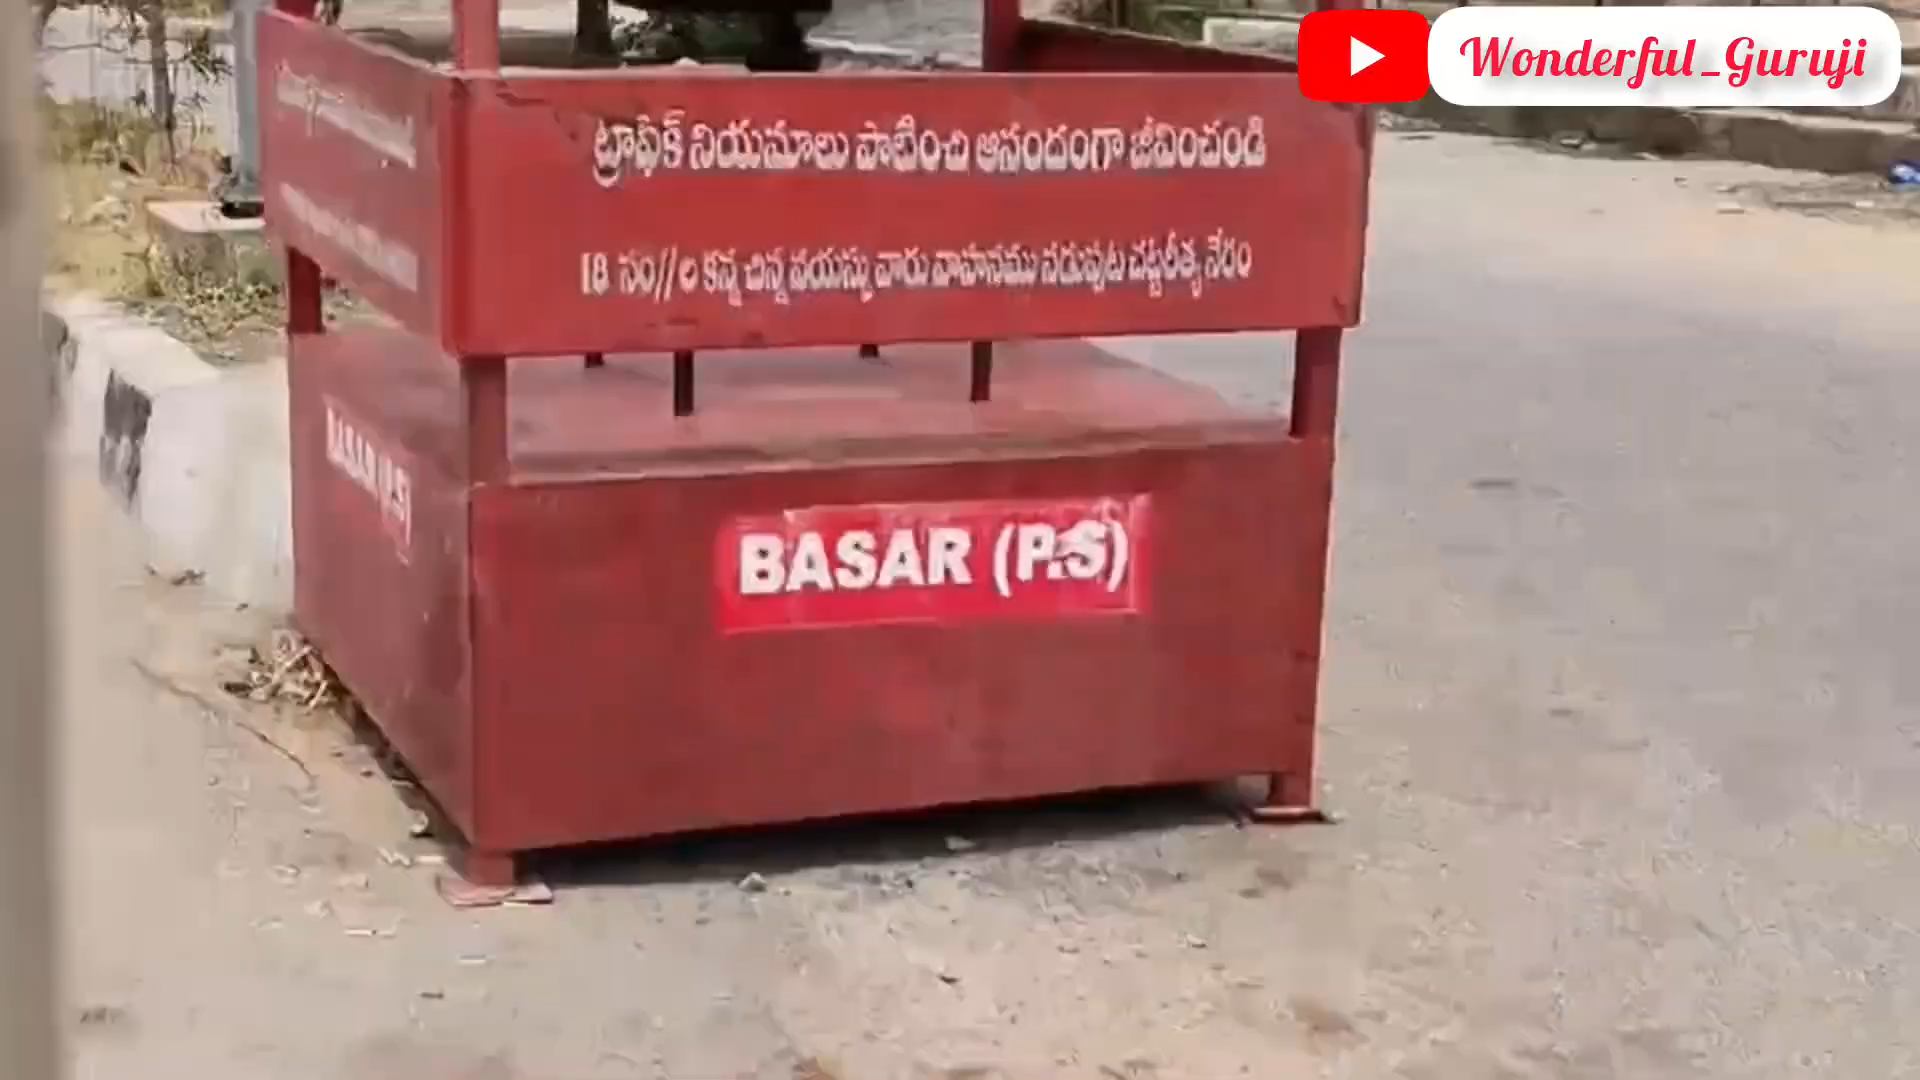 Wonderful_Guruji
ట్రాఫిక్ నియమాలు పాటించి ఆనందంగా జీవించండి
18 సం//ల కన్న చిన్న వయస్సు వారు వాహనము నడుపుట చట్టరీత్య నేరం
BASAR (P.S)
BASAR (P.S)